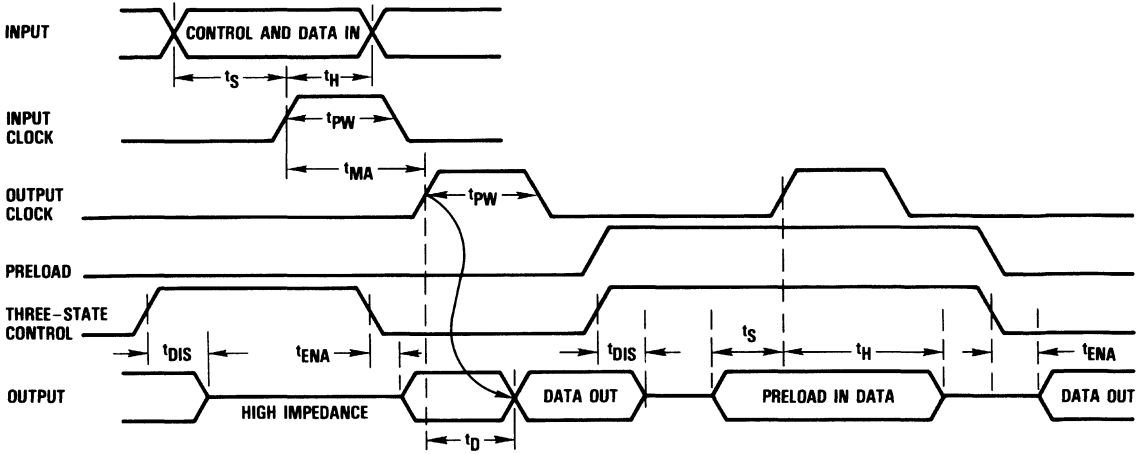 INPUT
CONTROL AND DATA IN
tS
tH
INPUT
CLOCK
tPW
tMA
OUTPUT
CLOCK
tPW
PRELOAD
THREE-STATE
CONTROL
tDIS
tENA
tDIS
tS
tH
tENA
OUTPUT
HIGH IMPEDANCE
DATA OUT
PRELOAD IN DATA
DATA OUT
tD